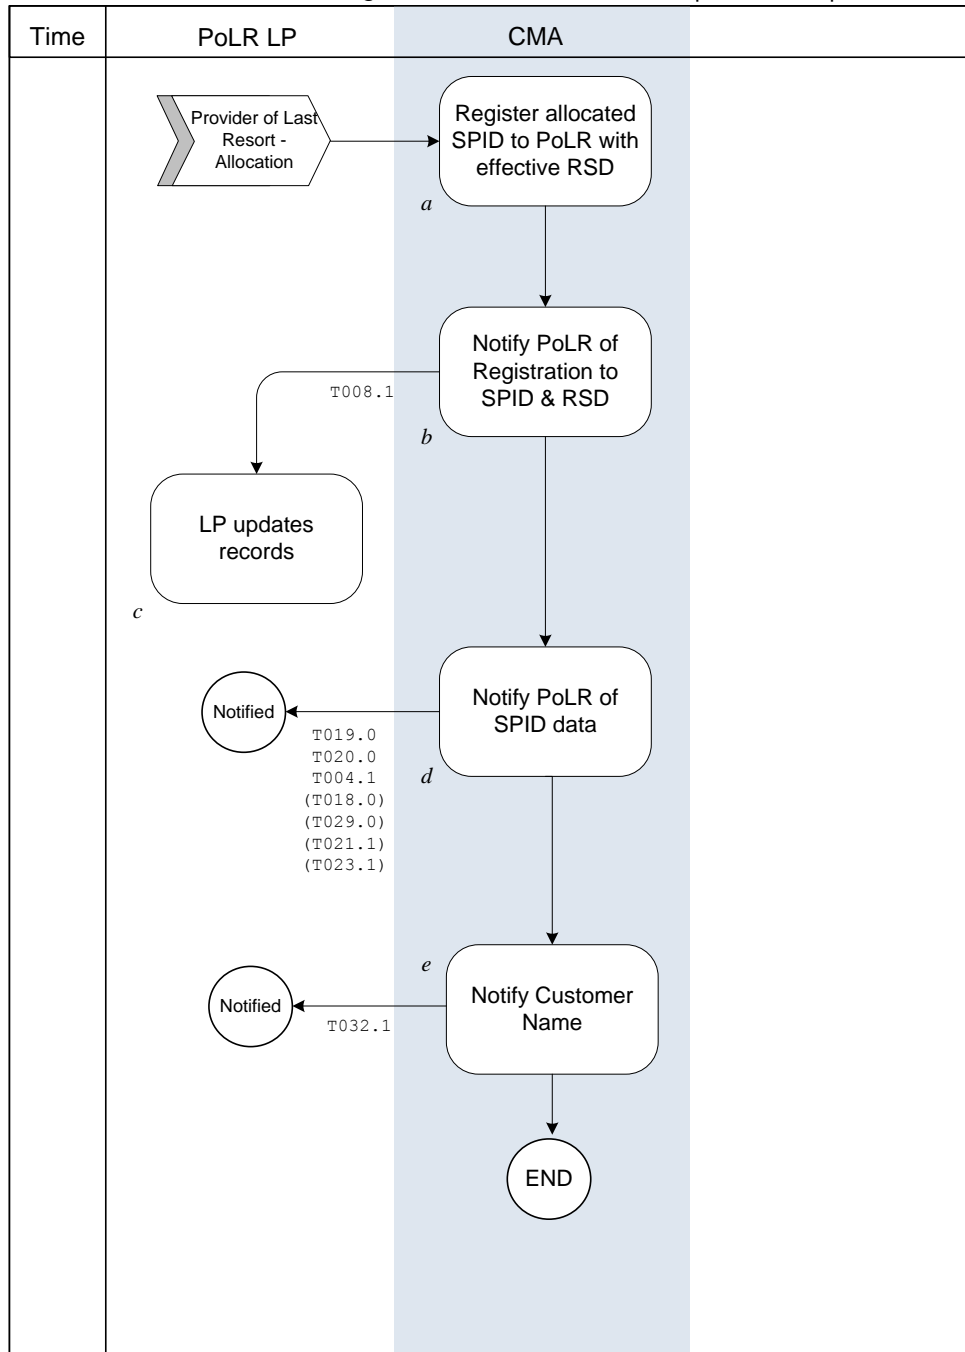 Time
PoLR LP
CMA
Provider of Last
Resort -
Allocation
Register allocated
SPID to PoLR with
effective RSD
a
Notify PoLR of
Registration to
SPID & RSD
T008.1
b
LP updates
records
c
Notify PoLR of
SPID data
Notified
T019.0
T020.0
T004.1
(T018.0)
(T029.0)
(T021.1)
(T023.1)
d
e
Notify Customer
Name
Notified
T032.1
END